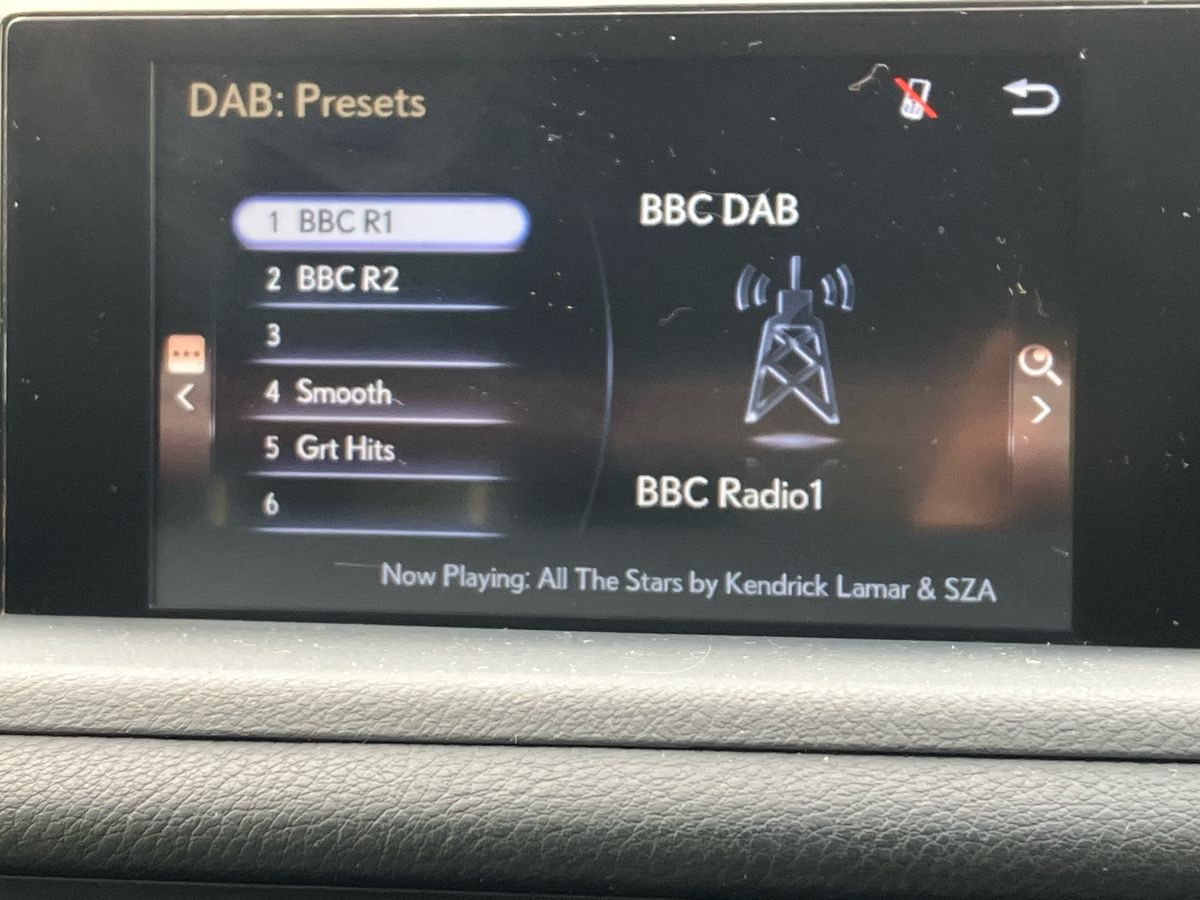 DAB: Presets
1 BBC R1
2 BBC R2
3
4 Smooth
5 Grt Hits
6
BBC DAB
BBC Radio1
Now Playing: All The Stars by Kendrick Lamar & SZA